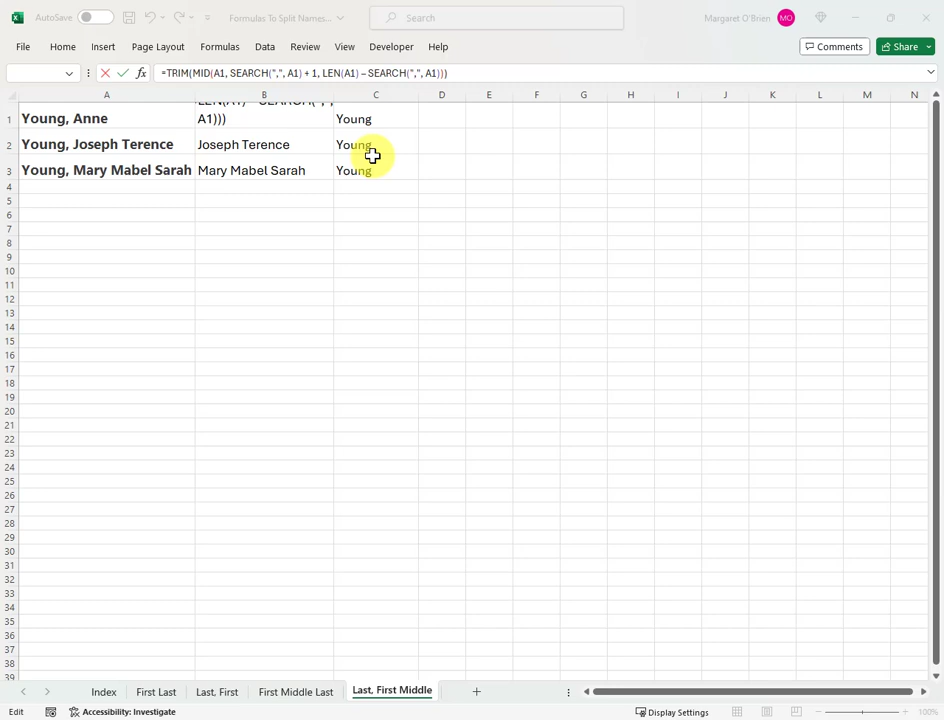 AutoSave
Formulas To Split Names...
Search
Margaret O'Brien
MO
File
Home
Insert
Page Layout
Formulas
Data
Review
View
Developer
Help
Comments
Share
fx
=TRIM(MID(A1, SEARCH(",", A1) + 1, LEN(A1) – SEARCH(",", A1)))
A B C D E F G H I J K L M N
1 Young, Anne
A1))) Young
2 Young, Joseph Terence Joseph Terence Young
3 Young, Mary Mabel Sarah Mary Mabel Sarah Young
4
5
6
7
8
9
10
11
12
13
14
15
16
17
18
19
20
21
22
23
24
25
26
27
28
29
30
31
32
33
34
35
36
37
38
39
Index
First Last
Last, First
First Middle Last
Last, First Middle
Edit
Accessibility: Investigate
Display Settings
100%